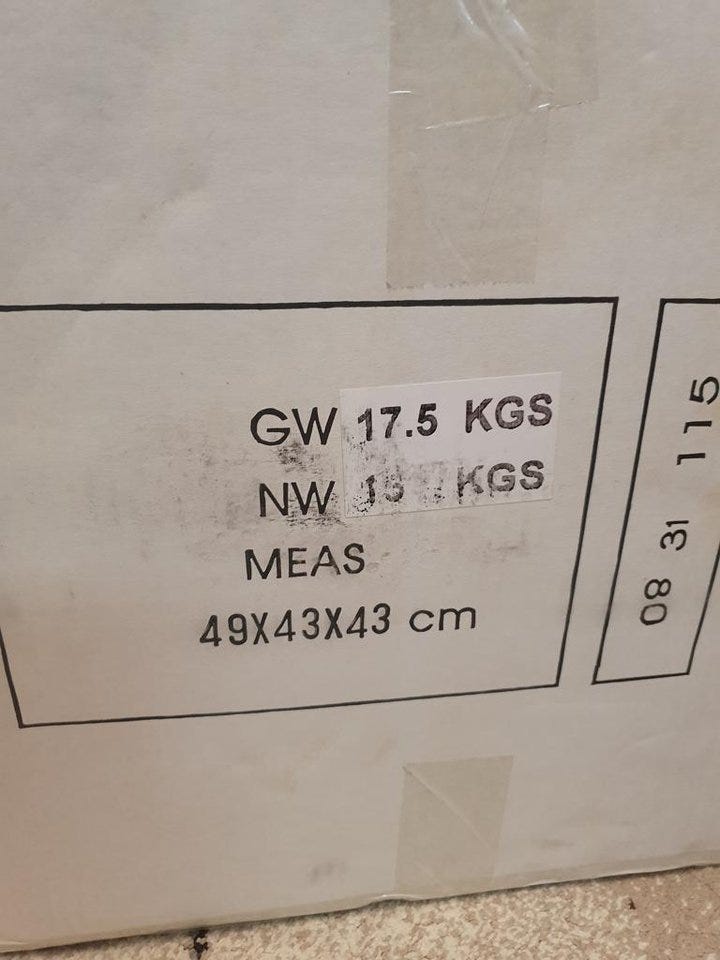 GW 17.5 KGS
NW KGS
MEAS
49X43X43 cm
08 31 115